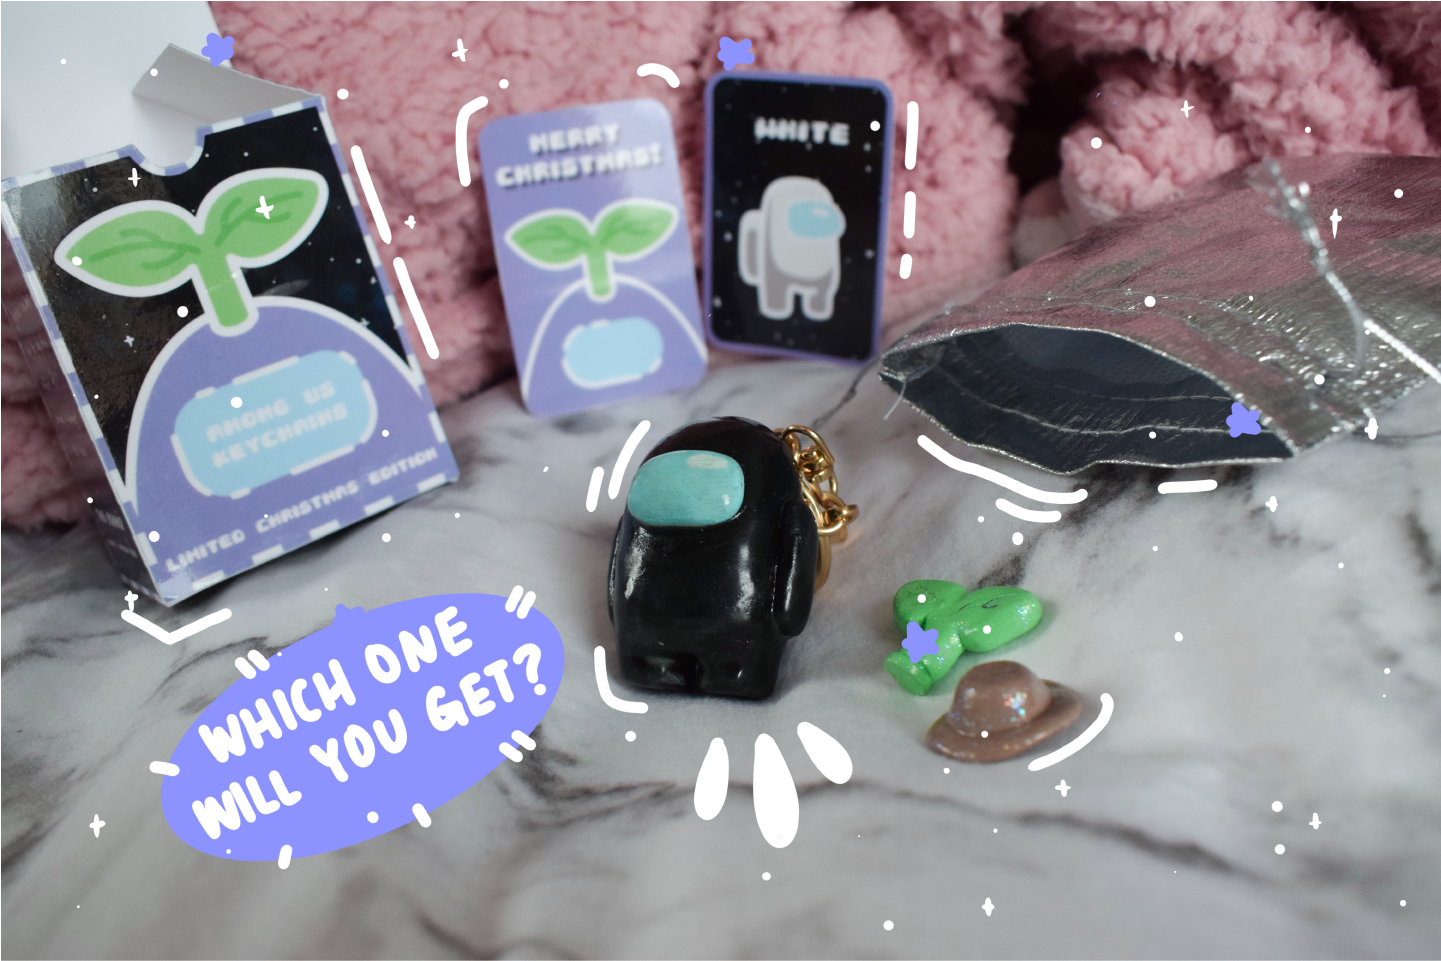 MERRY
CHRISTMAS!
WHITE
AMONG US
KEYCHAINS
LIMITED CHRISTMAS EDITION
WHICH ONE
WILL YOU GET?